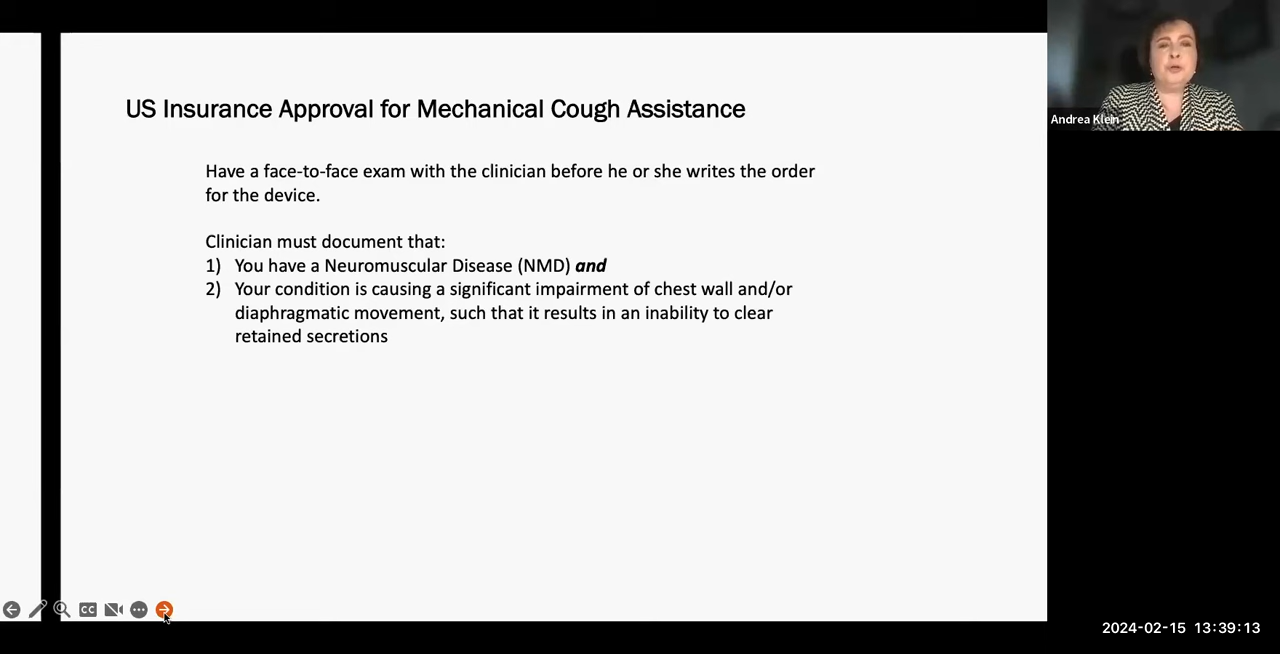 US Insurance Approval for Mechanical Cough Assistance
Have a face-to-face exam with the clinician before he or she writes the order
for the device.
Clinician must document that:
1) You have a Neuromuscular Disease (NMD) and
2) Your condition is causing a significant impairment of chest wall and/or
diaphragmatic movement, such that it results in an inability to clear
retained secretions
Andrea Klein
CC
2024-02-15 13:39:13